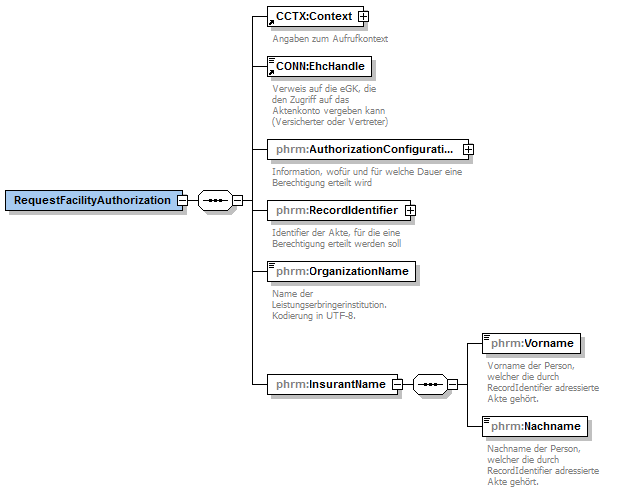 CCTX:Context
Angaben zum Aufrufkontext
CONN:EhcHandle
Verweis auf die eGK, die
den Zugriff auf das
Aktenkonto vergeben kann
(Versicherter oder Vertreter)
phrm:AuthorizationConfigurati...
Information, wofür und für welche Dauer eine
Berechtigung erteilt wird
RequestFacilityAuthorization
phrm:RecordIdentifier
Identifier der Akte, für die eine
Berechtigung erteilt werden soll
phrm:OrganizationName
Name der
Leistungserbringerinstitution.
Kodierung in UTF-8.
phrm:InsurantName
phrm:Vorname
Vorname der Person,
welcher die durch
RecordIdentifier adressierte
Akte gehört.
phrm:Nachname
Nachname der Person,
welcher die durch
RecordIdentifier adressierte
Akte gehört.